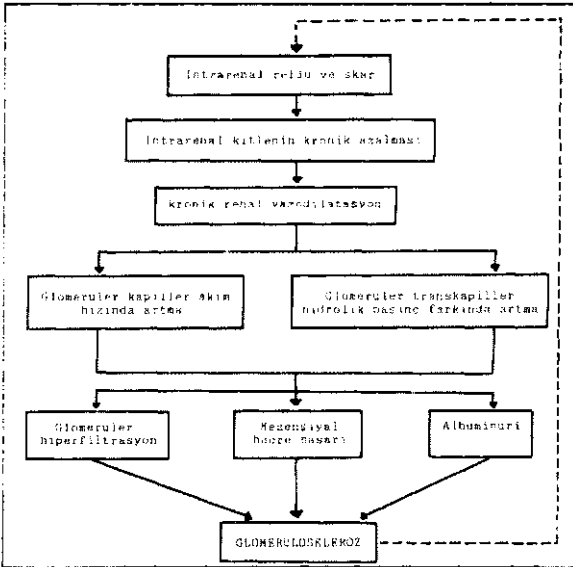 Intrarenal reflü ve skar
Intrarenal kitlenin kronik azalması
kronik renal vazodilatasyon
Glomeruler kapiller akım
hızında artma
Glomeruler transkapiller
hidrolik basınç farkında artma
Glomeruler
hiperfiltrasyon
Mezensiyal
hücre hasarı
Albuminuri
GLOMERULOSKLEROZ